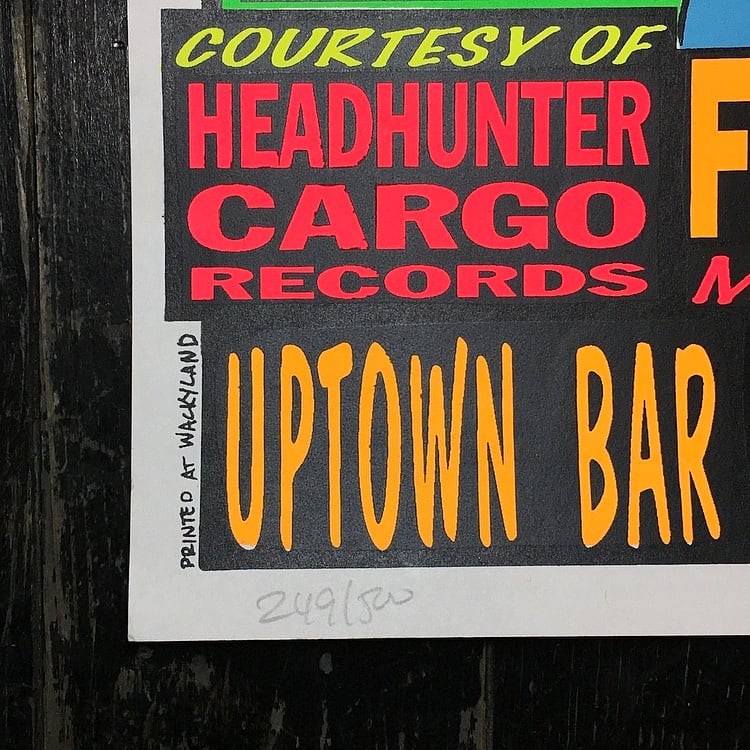 COURTESY OF
HEADHUNTER
CARGO
RECORDS
UPTOWN BAR
PRINTED AT WACKYLAND
249/500